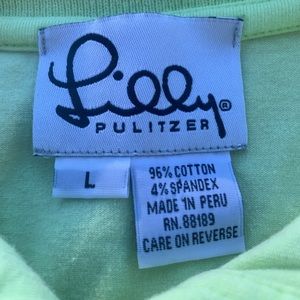 Lilly®
PULITZER
L
96% COTTON
4% SPANDEX
MADE IN PERU
RN. 88189
CARE ON REVERSE